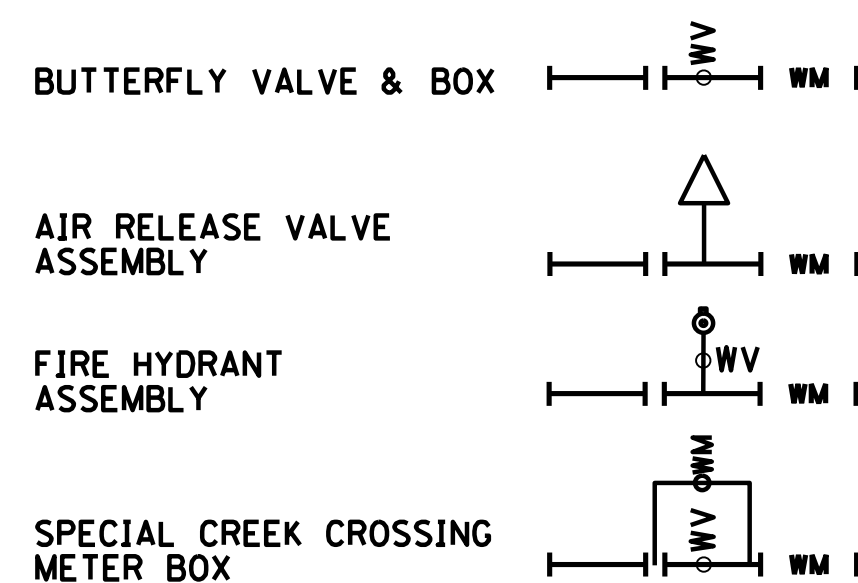 WV
BUTTERFLY VALVE & BOX WM
AIR RELEASE VALVE
ASSEMBLY WM
FIRE HYDRANT WV
ASSEMBLY WM
WM
SPECIAL CREEK CROSSING WV
METER BOX WM